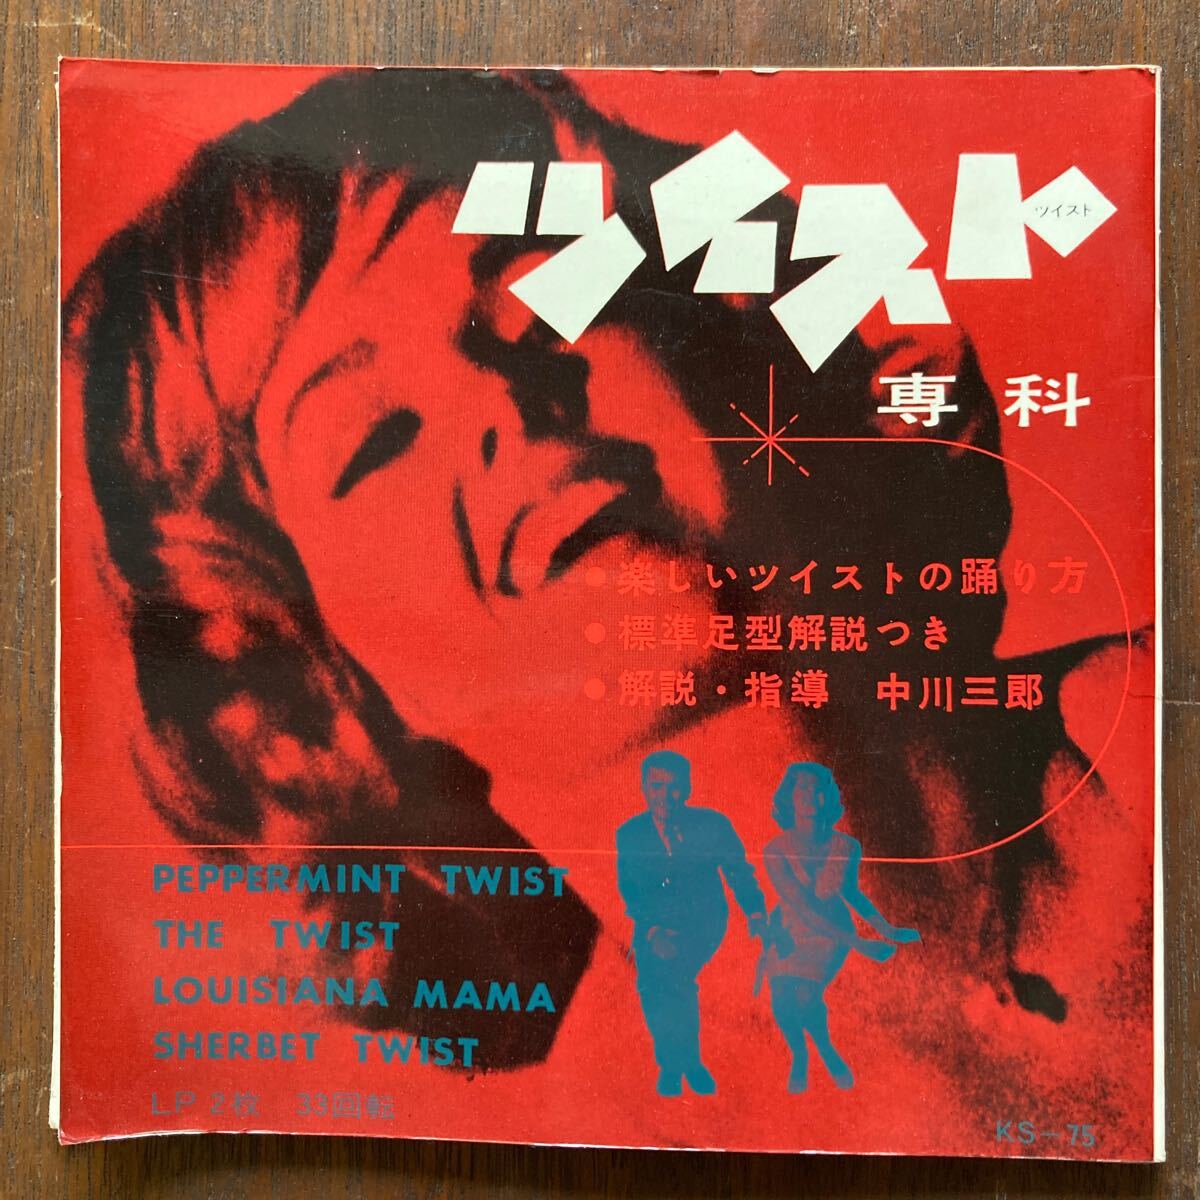 ツイスト
ツイスト
専科
・楽しいツイストの踊り方
・標準足型解説つき
・解説・指導 中川三郎
PEPPERMINT TWIST
THE TWIST
LOUISIANA MAMA
SHERBET TWIST
LP 2枚 33回転
KS-75